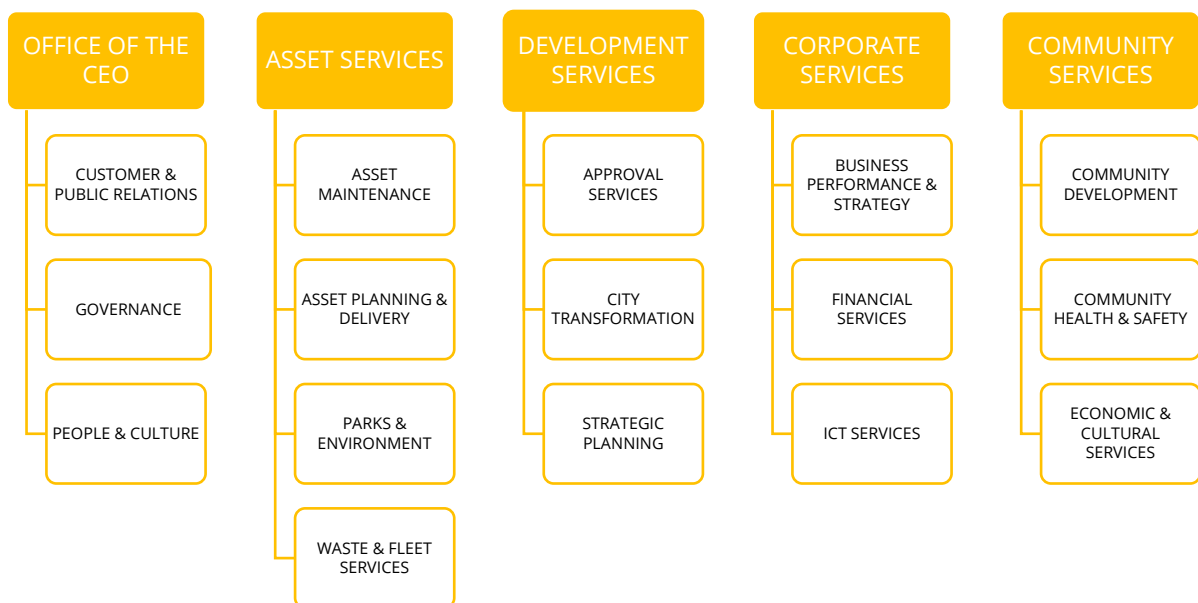 OFFICE OF THE
CEO
CUSTOMER &
PUBLIC RELATIONS
GOVERNANCE
PEOPLE & CULTURE
ASSET SERVICES
ASSET
MAINTENANCE
ASSET PLANNING &
DELIVERY
PARKS &
ENVIRONMENT
WASTE & FLEET
SERVICES
DEVELOPMENT
SERVICES
APPROVAL
SERVICES
CITY
TRANSFORMATION
STRATEGIC
PLANNING
CORPORATE
SERVICES
BUSINESS
PERFORMANCE &
STRATEGY
FINANCIAL
SERVICES
ICT SERVICES
COMMUNITY
SERVICES
COMMUNITY
DEVELOPMENT
COMMUNITY
HEALTH & SAFETY
ECONOMIC &
CULTURAL
SERVICES